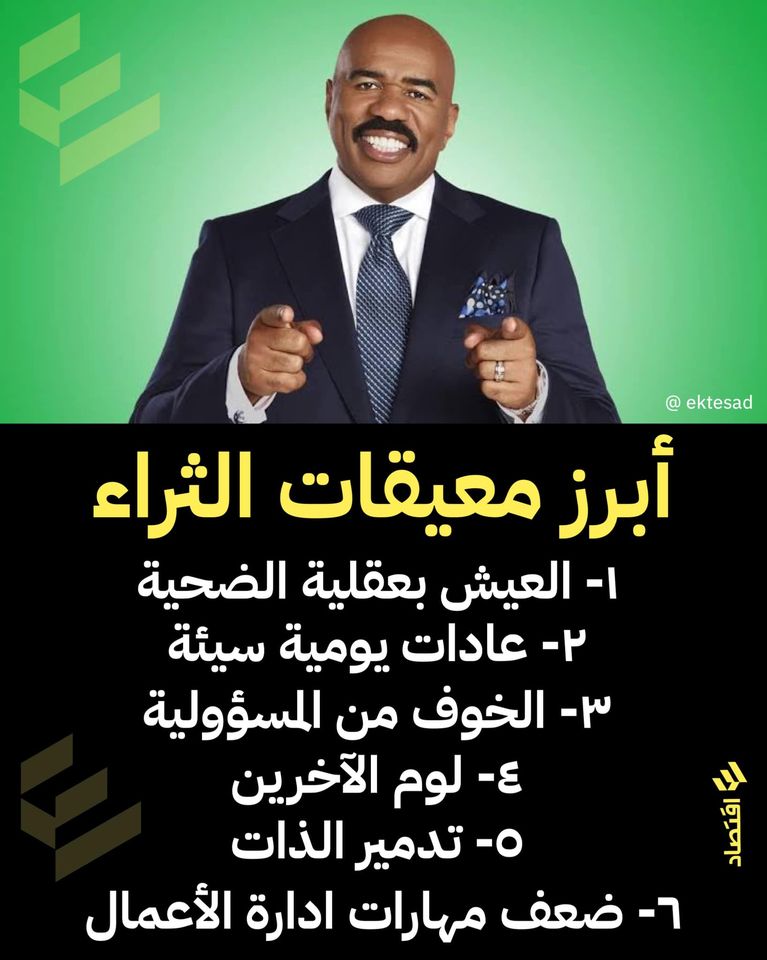 @ ektesad
أبرز معيقات الثراء
١- العيش بعقلية الضحية
٢- عادات يومية سيئة
٣- الخوف من المسؤولية
٤- لوم الآخرين
٥- تدمير الذات
٦- ضعف مهارات ادارة الأعمال
اقتصاد